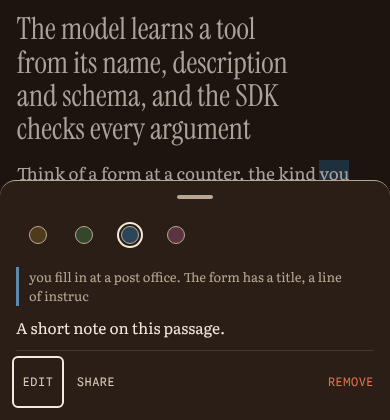 The model learns a tool
from its name, description
and schema, and the SDK
checks every argument
Think of a form at a counter, the kind you
you fill in at a post office. The form has a title, a line
of instruc
A short note on this passage.
EDIT SHARE REMOVE